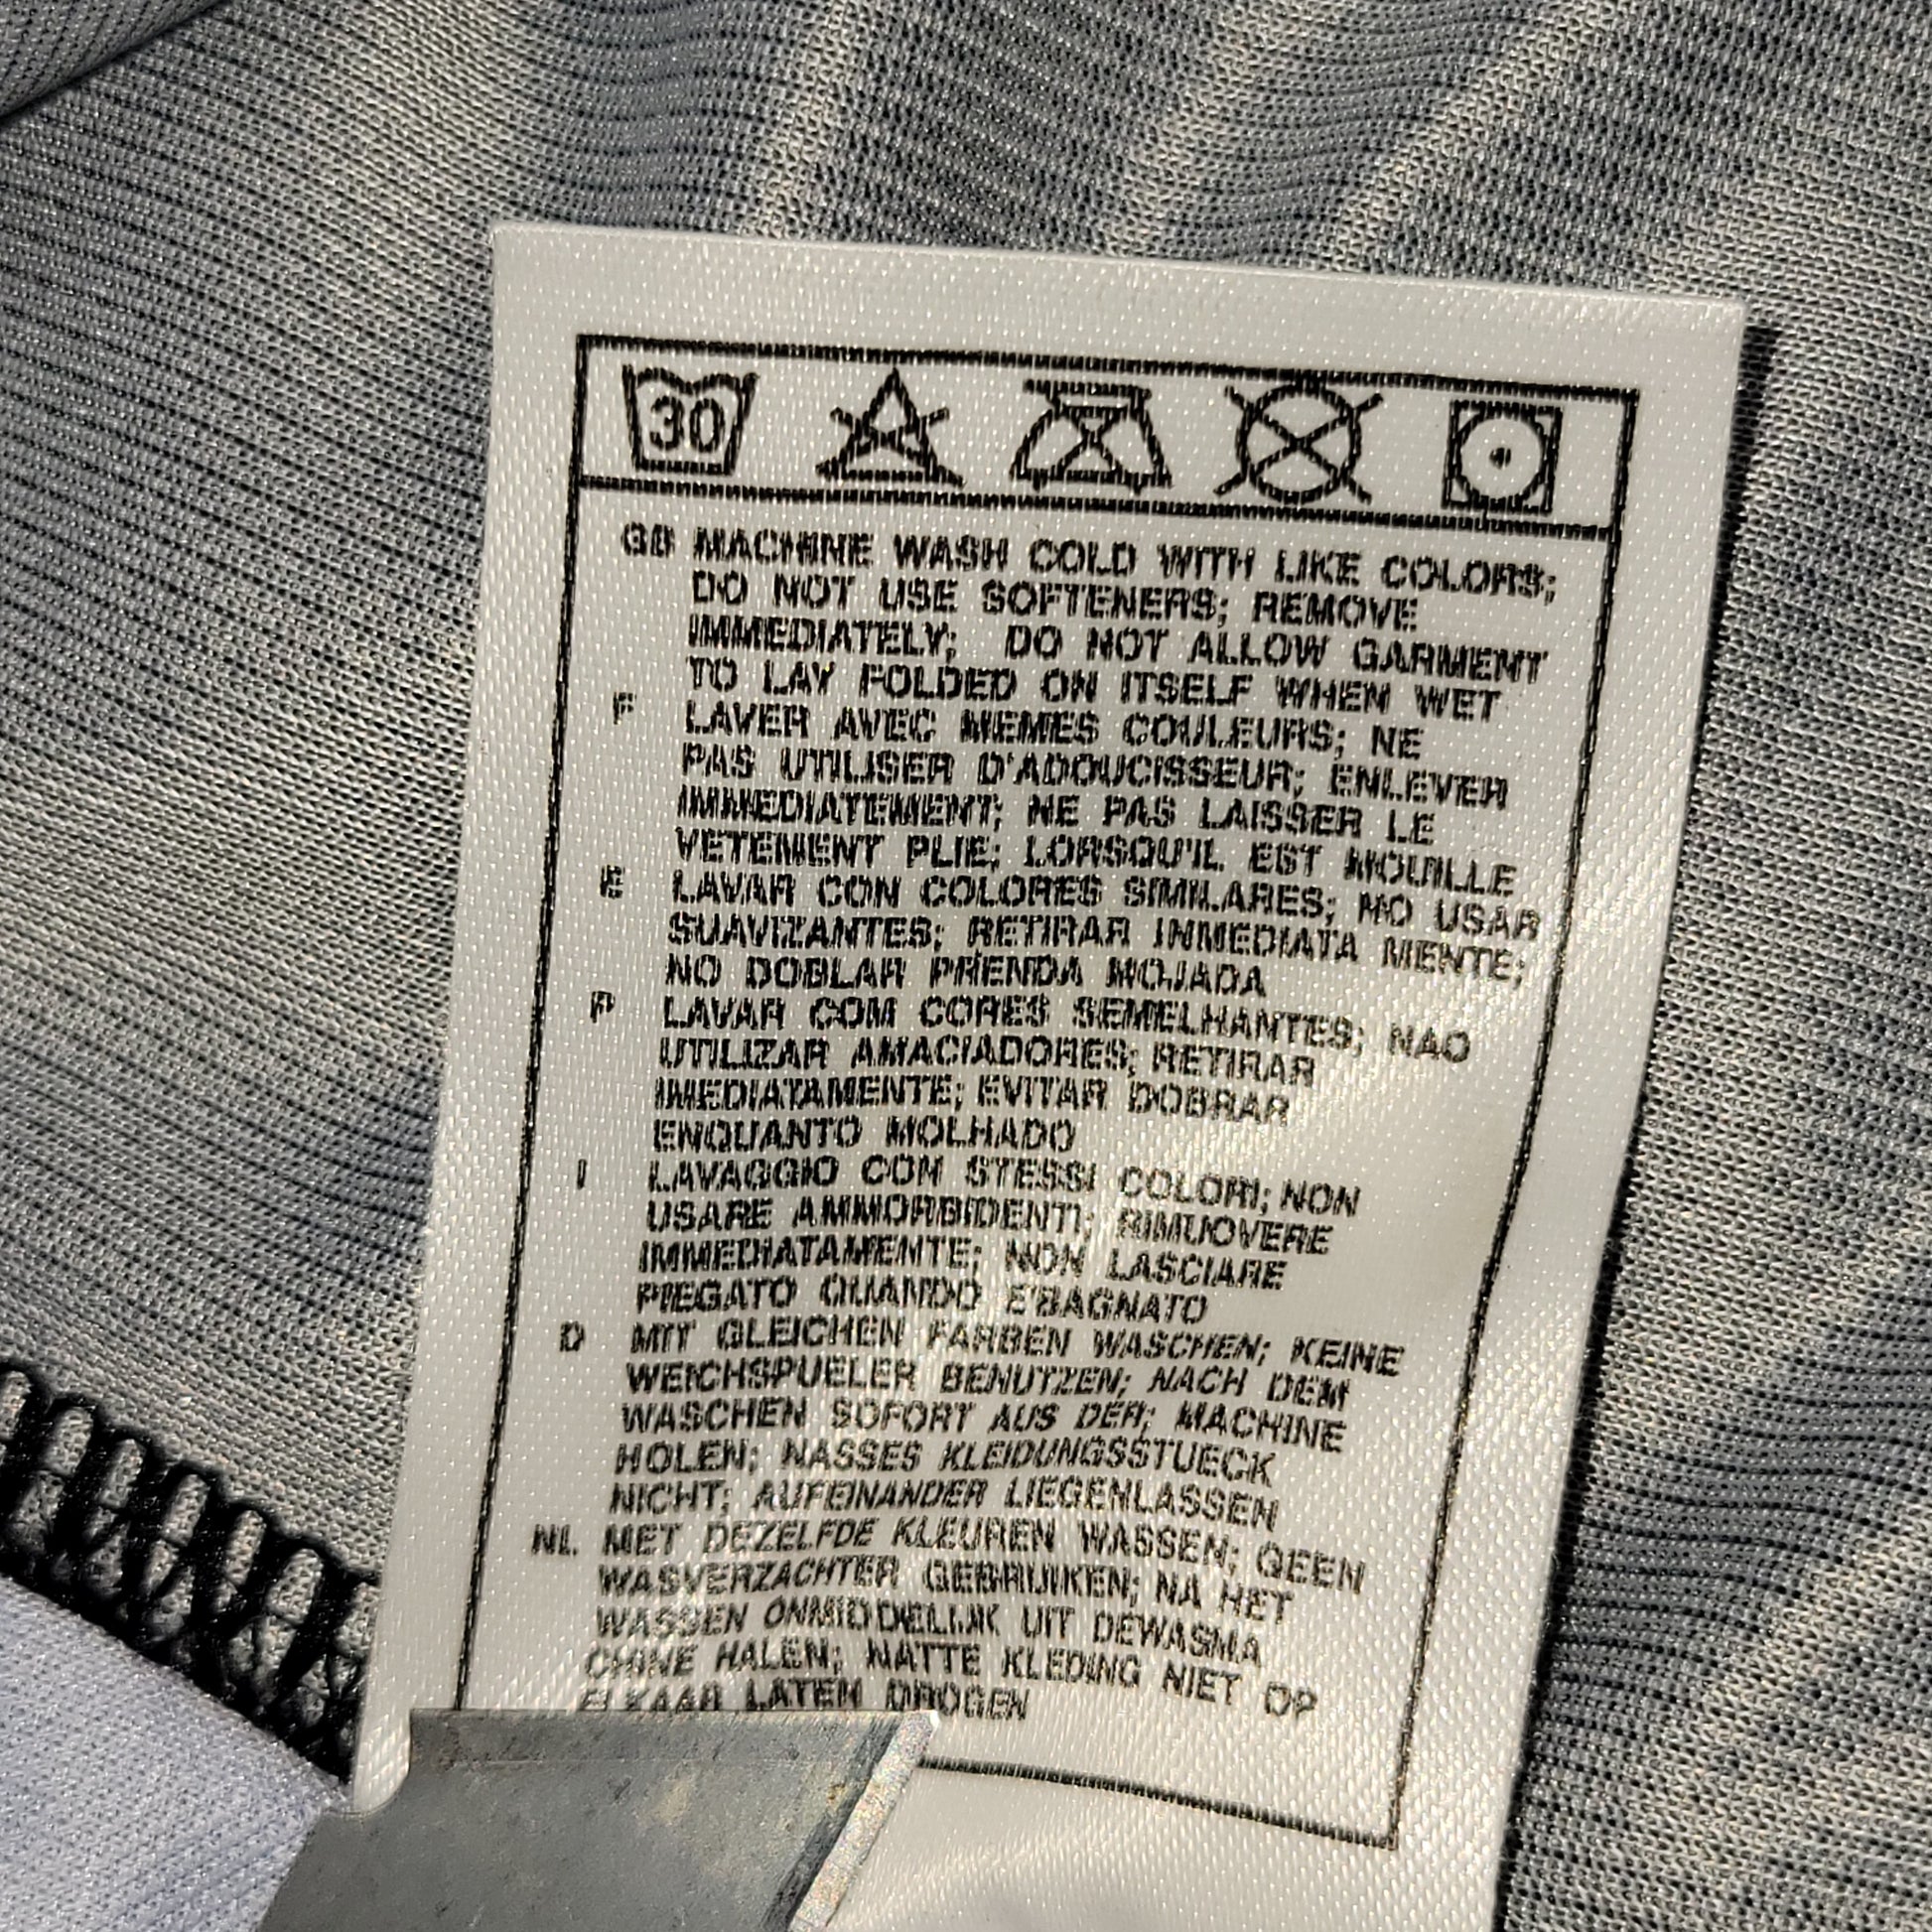 30
GB MACHINE WASH COLD WITH LIKE COLORS;
DO NOT USE SOFTENERS; REMOVE
IMMEDIATELY; DO NOT ALLOW GARMENT
TO LAY FOLDED ON ITSELF WHEN WET
F LAVER AVEC MEMES COULEURS; NE
PAS UTILISER D'ADOUCISSEUR; ENLEVER
IMMEDIATEMENT; NE PAS LAISSER LE
VETEMENT PLIE; LORSQU'IL EST MOUILLE
E LAVAR CON COLORES SIMILARES; NO USAR
SUAVIZANTES; RETIRAR INMEDIATA MENTE;
NO DOBLAR PRENDA MOJADA
P LAVAR COM CORES SEMELHANTES; NAO
UTILIZAR AMACIADORES; RETIRAR
IMEDIATAMENTE; EVITAR DOBRAR
ENQUANTO MOLHADO
I LAVAGGIO CON STESSI COLORI; NON
USARE AMMORBIDENTI; RIMUOVERE
IMMEDIATAMENTE; NON LASCIARE
PIEGATO QUANDO E'BAGNATO
D MIT GLEICHEN FARBEN WASCHEN; KEINE
WEICHSPUELER BENUTZEN; NACH DEM
WASCHEN SOFORT AUS DER; MACHINE
HOLEN; NASSES KLEIDUNGSSTUECK
NICHT; AUFEINANDER LIEGENLASSEN
NL MET DEZELFDE KLEUREN WASSEN; GEEN
WASVERZACHTER GEBRUIKEN; NA HET
WASSEN ONMIDDELIJK UIT DEWASMA
CHINE HALEN; NATTE KLEDING NIET OP
ELKAAR LATEN DROGEN